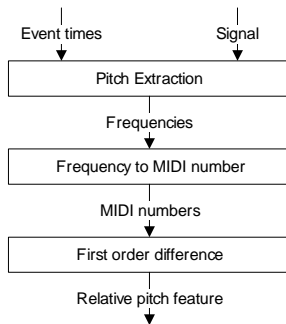 Event times Signal
Pitch Extraction
Frequencies
Frequency to MIDI number
MIDI numbers
First order difference
Relative pitch feature